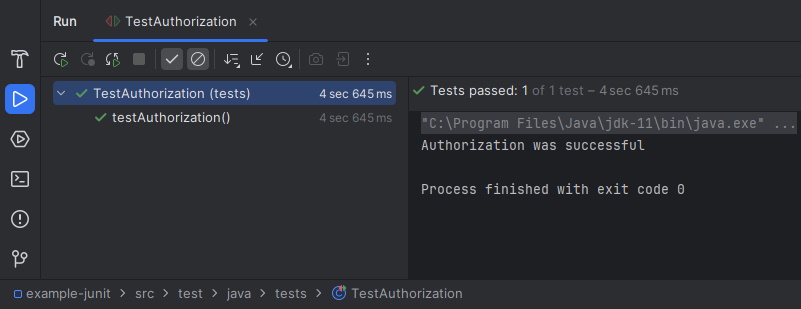 Run TestAuthorization
TestAuthorization (tests) 4 sec 645 ms
testAuthorization() 4 sec 645 ms
Tests passed: 1 of 1 test – 4 sec 645 ms
"C:\Program Files\Java\jdk-11\bin\java.exe" ...
Authorization was successful
Process finished with exit code 0
example-junit > src > test > java > tests > TestAuthorization